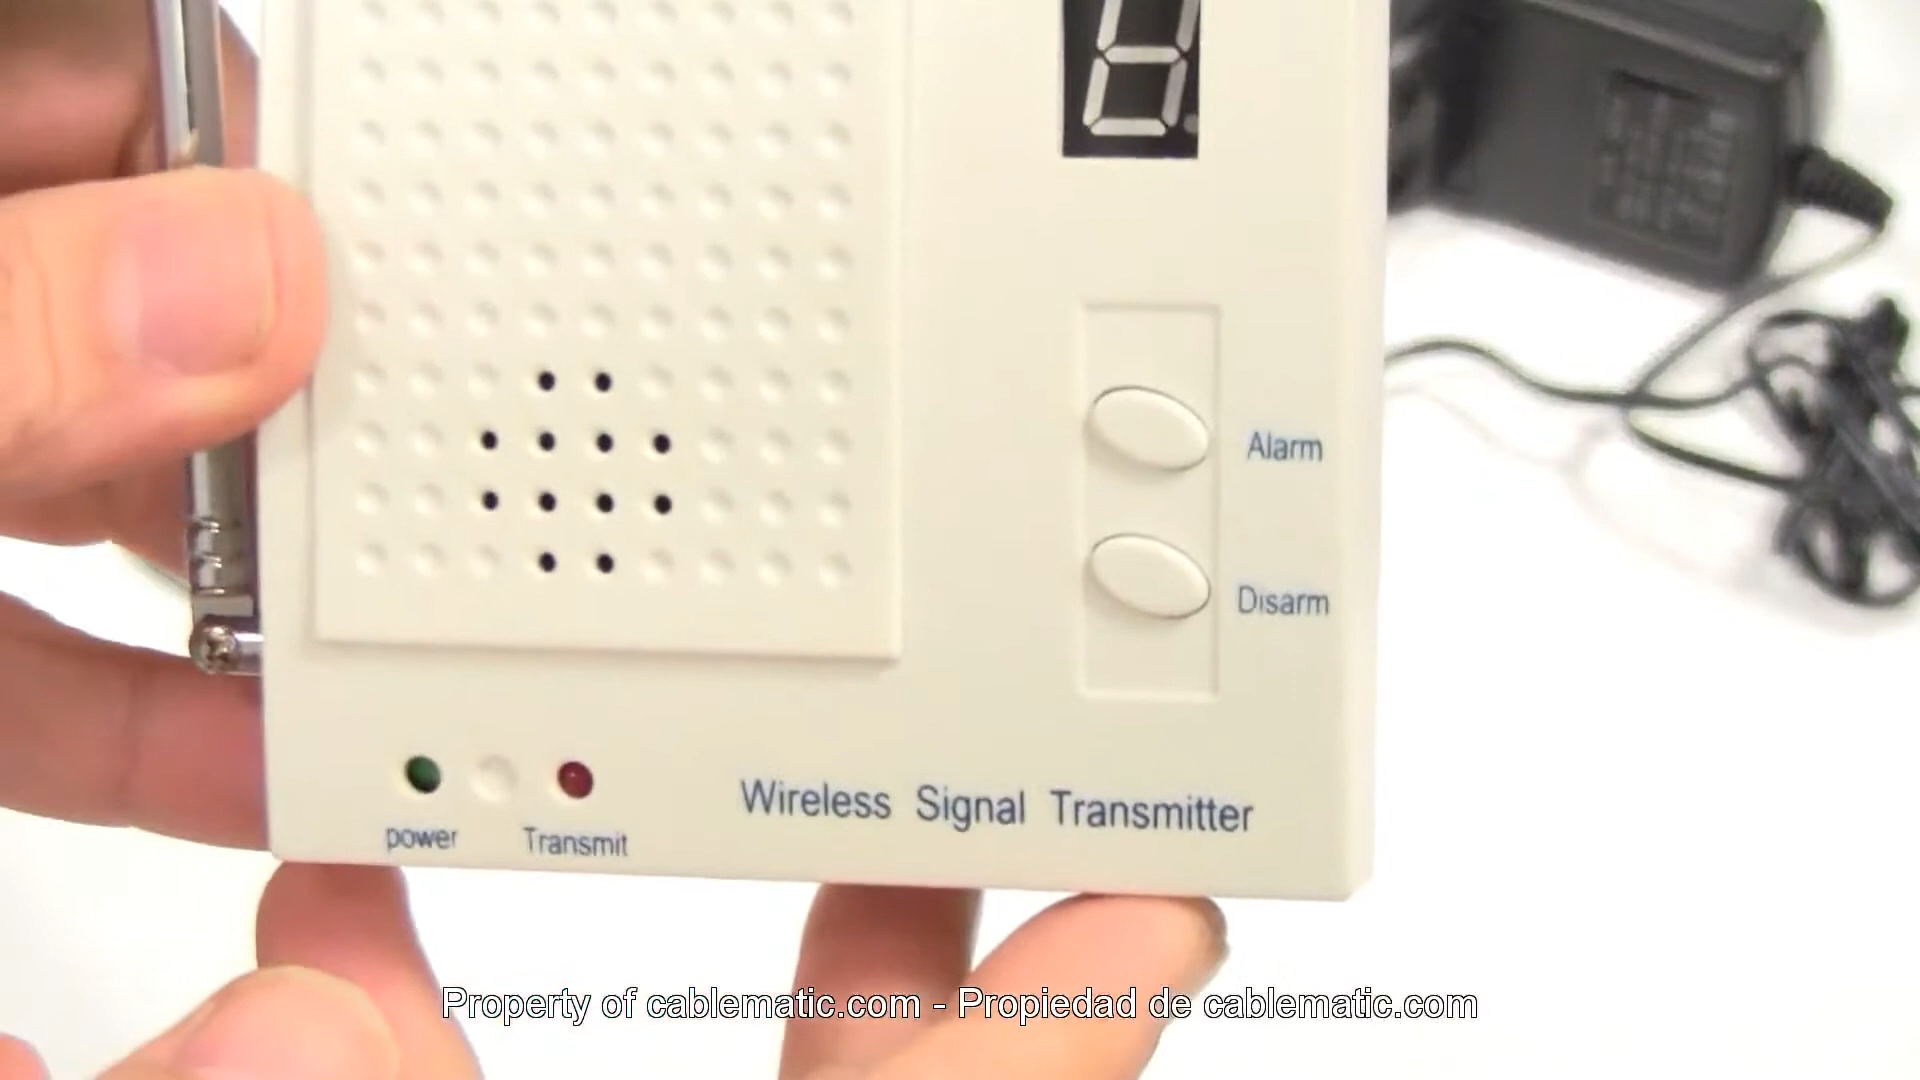 Alarm
Disarm
power
Transmit
Wireless Signal Transmitter
Property of cablematic.com - Propiedad de cablematic.com